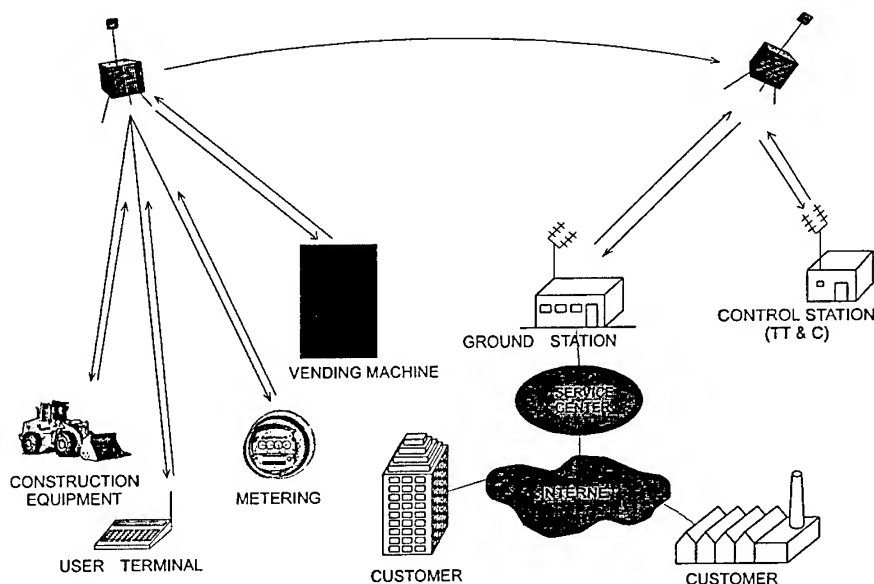 VENDING MACHINE
GROUND STATION
CONTROL STATION
(TT & C)
SERVICE
CENTER
CONSTRUCTION
EQUIPMENT
METERING
INTERNET
USER TERMINAL
CUSTOMER
CUSTOMER